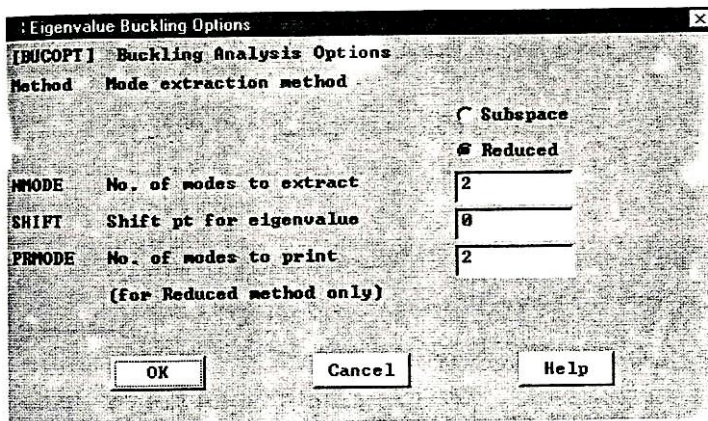 : Eigenvalue Buckling Options
[BUCOPT] Buckling Analysis Options
Method Mode extraction method
Subspace
Reduced
NMODE No. of modes to extract 2
SHIFT Shift pt for eigenvalue 0
PRMODE No. of modes to print 2
(for Reduced method only)
OK Cancel Help